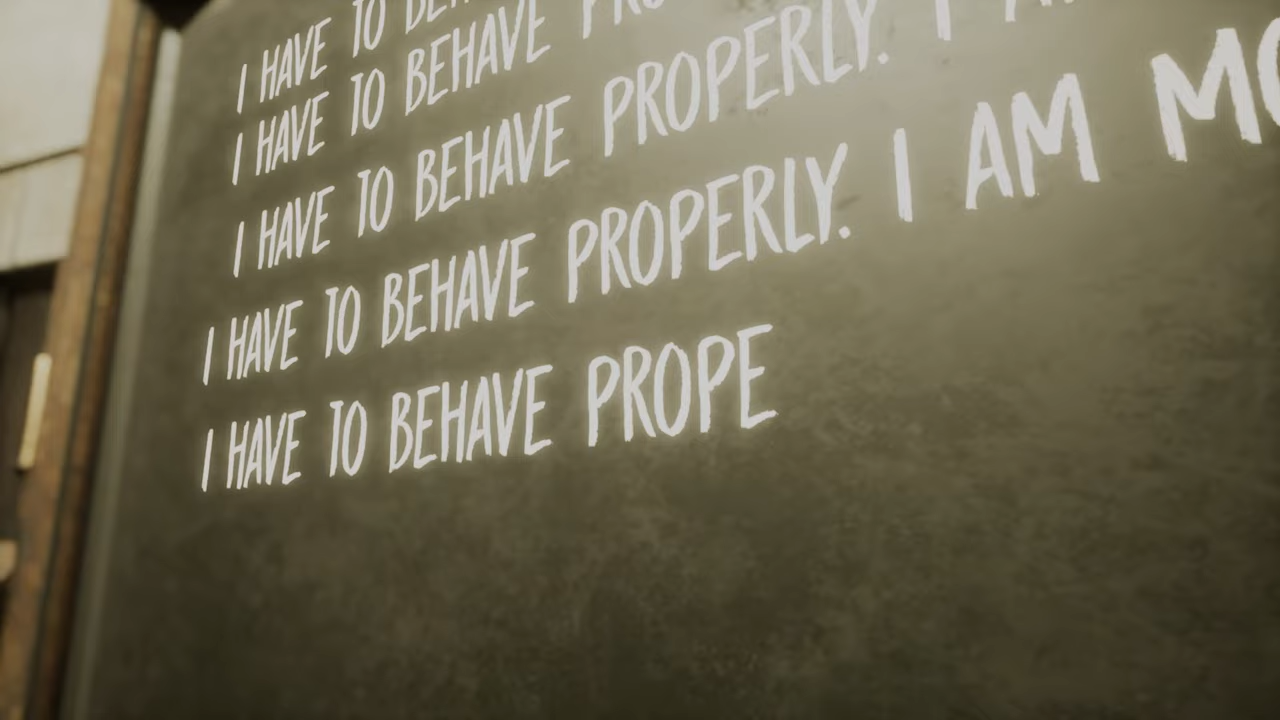 I HAVE TO
I HAVE TO BEHAVE
I HAVE TO BEHAVE PROPERLY. I
I HAVE TO BEHAVE PROPERLY. I AM
I HAVE TO BEHAVE PROPE